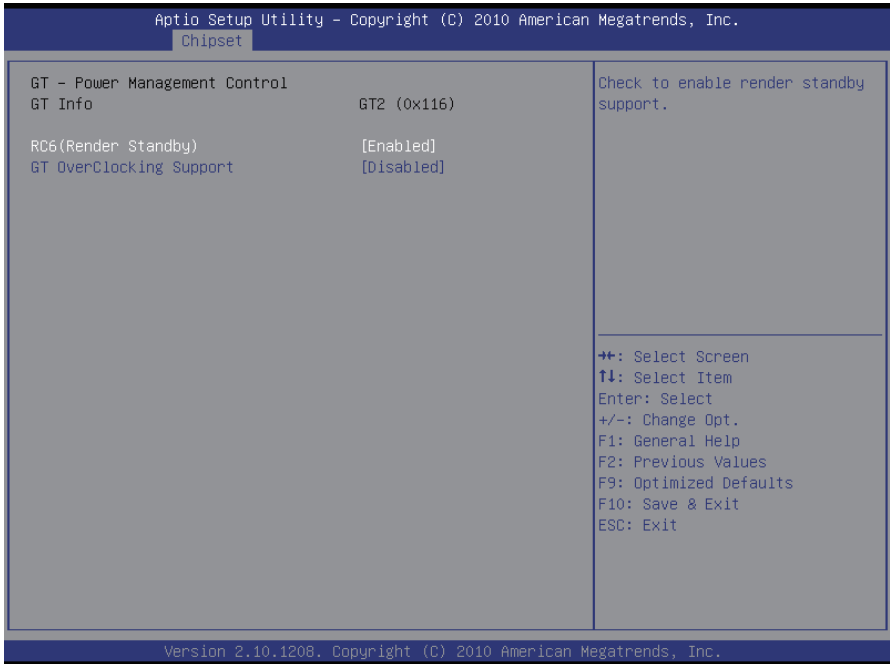 Aptio Setup Utility – Copyright (C) 2010 American Megatrends, Inc.
Chipset
GT – Power Management Control
GT Info GT2 (0x116)
RC6(Render Standby) [Enabled]
GT OverClocking Support [Disabled]
Check to enable render standby
support.
→←: Select Screen
↑↓: Select Item
Enter: Select
+/-: Change Opt.
F1: General Help
F2: Previous Values
F9: Optimized Defaults
F10: Save & Exit
ESC: Exit
Version 2.10.1208. Copyright (C) 2010 American Megatrends, Inc.